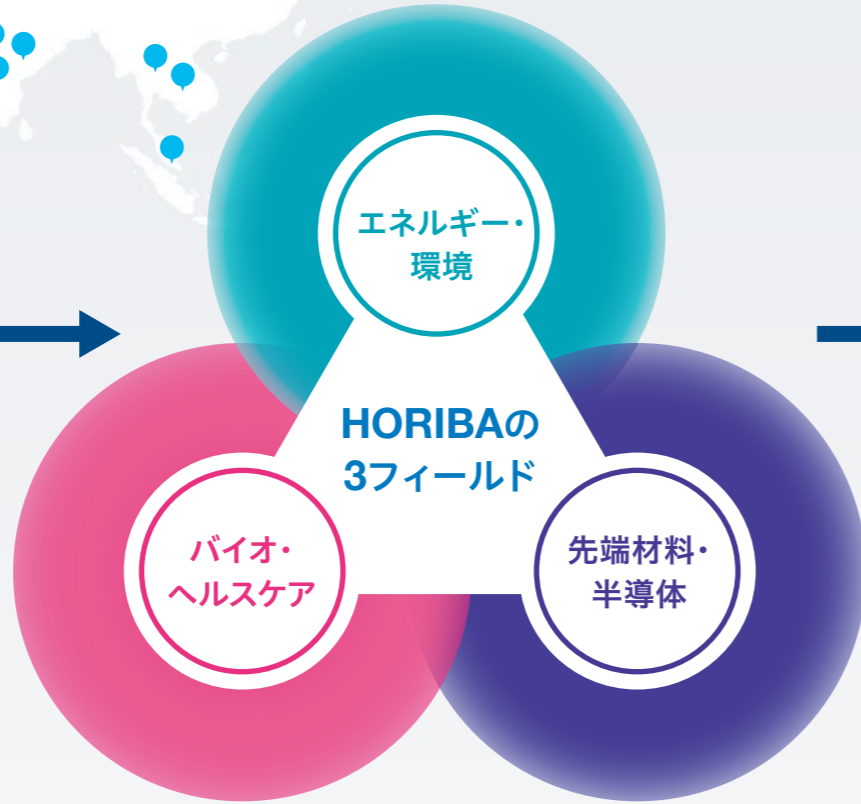 エネルギー・
環境
HORIBAの
3フィールド
バイオ・
ヘルスケア
先端材料・
半導体